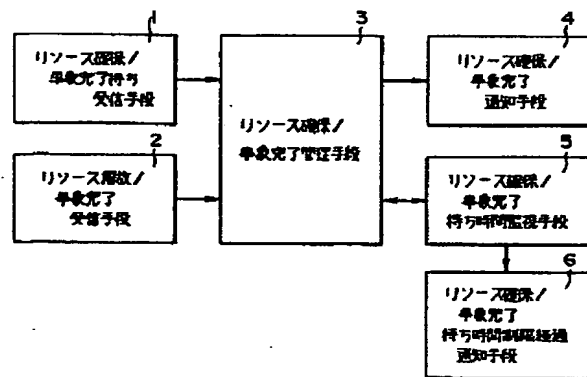 1
リソース確保/
事象完了待ち
受信手段
2
リソース解放/
事象完了
受信手段
3
リソース確保/
事象完了管理手段
4
リソース確保/
事象完了
通知手段
5
リソース確保/
事象完了
待ち時間監視手段
6
リソース確保/
事象完了
待ち時間制限経過
通知手段